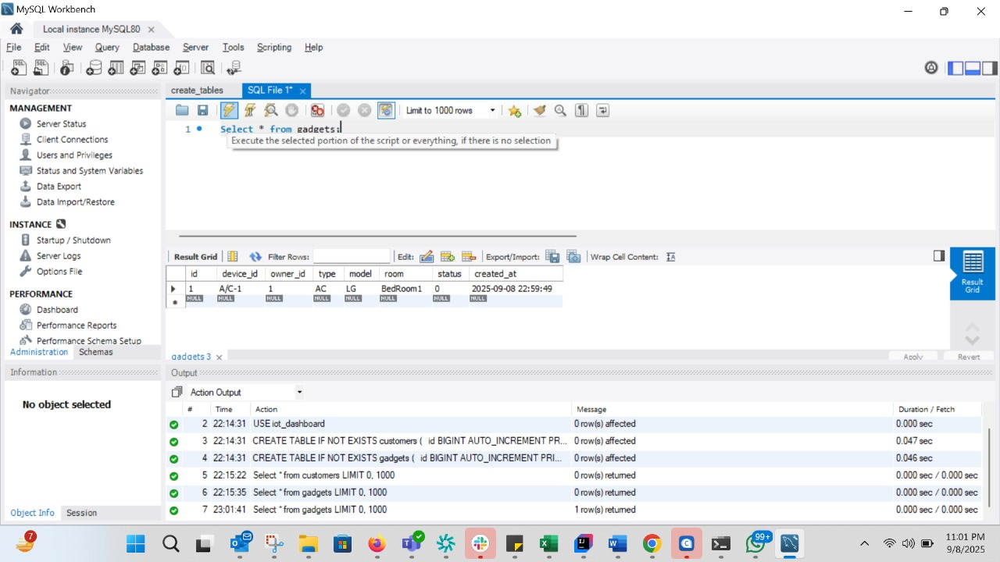 MySQL Workbench
Local instance MySQL80
File Edit View Query Database Server Tools Scripting Help
Navigator
MANAGEMENT
Server Status
Client Connections
Users and Privileges
Status and System Variables
Data Export
Data Import/Restore
INSTANCE
Startup / Shutdown
Server Logs
Options File
PERFORMANCE
Dashboard
Performance Reports
Performance Schema Setup
Administration Schemas
Information
No object selected
Object Info Session
create_tables SQL File 1*
Limit to 1000 rows
1 Select * from gadgets;
Execute the selected portion of the script or everything, if there is no selection
Result Grid Filter Rows: Edit: Export/Import: Wrap Cell Content:
id device_id owner_id type model room status created_at
1 A/C-1 1 AC LG BedRoom1 0 2025-09-08 22:59:49
NULL NULL NULL NULL NULL NULL NULL NULL
Result
Grid
gadgets 3 Apply Revert
Output
Action Output
# Time Action Message Duration / Fetch
2 22:14:31 USE iot_dashboard 0 row(s) affected 0.000 sec
3 22:14:31 CREATE TABLE IF NOT EXISTS customers ( id BIGINT AUTO_INCREMENT PR... 0 row(s) affected 0.047 sec
4 22:14:31 CREATE TABLE IF NOT EXISTS gadgets ( id BIGINT AUTO_INCREMENT PRI... 0 row(s) affected 0.046 sec
5 22:15:22 Select * from customers LIMIT 0, 1000 0 row(s) returned 0.000 sec / 0.000 sec
6 22:15:35 Select * from gadgets LIMIT 0, 1000 0 row(s) returned 0.000 sec / 0.000 sec
7 23:01:41 Select * from gadgets LIMIT 0, 1000 1 row(s) returned 0.000 sec / 0.000 sec
7
99+
11:01 PM
9/8/2025